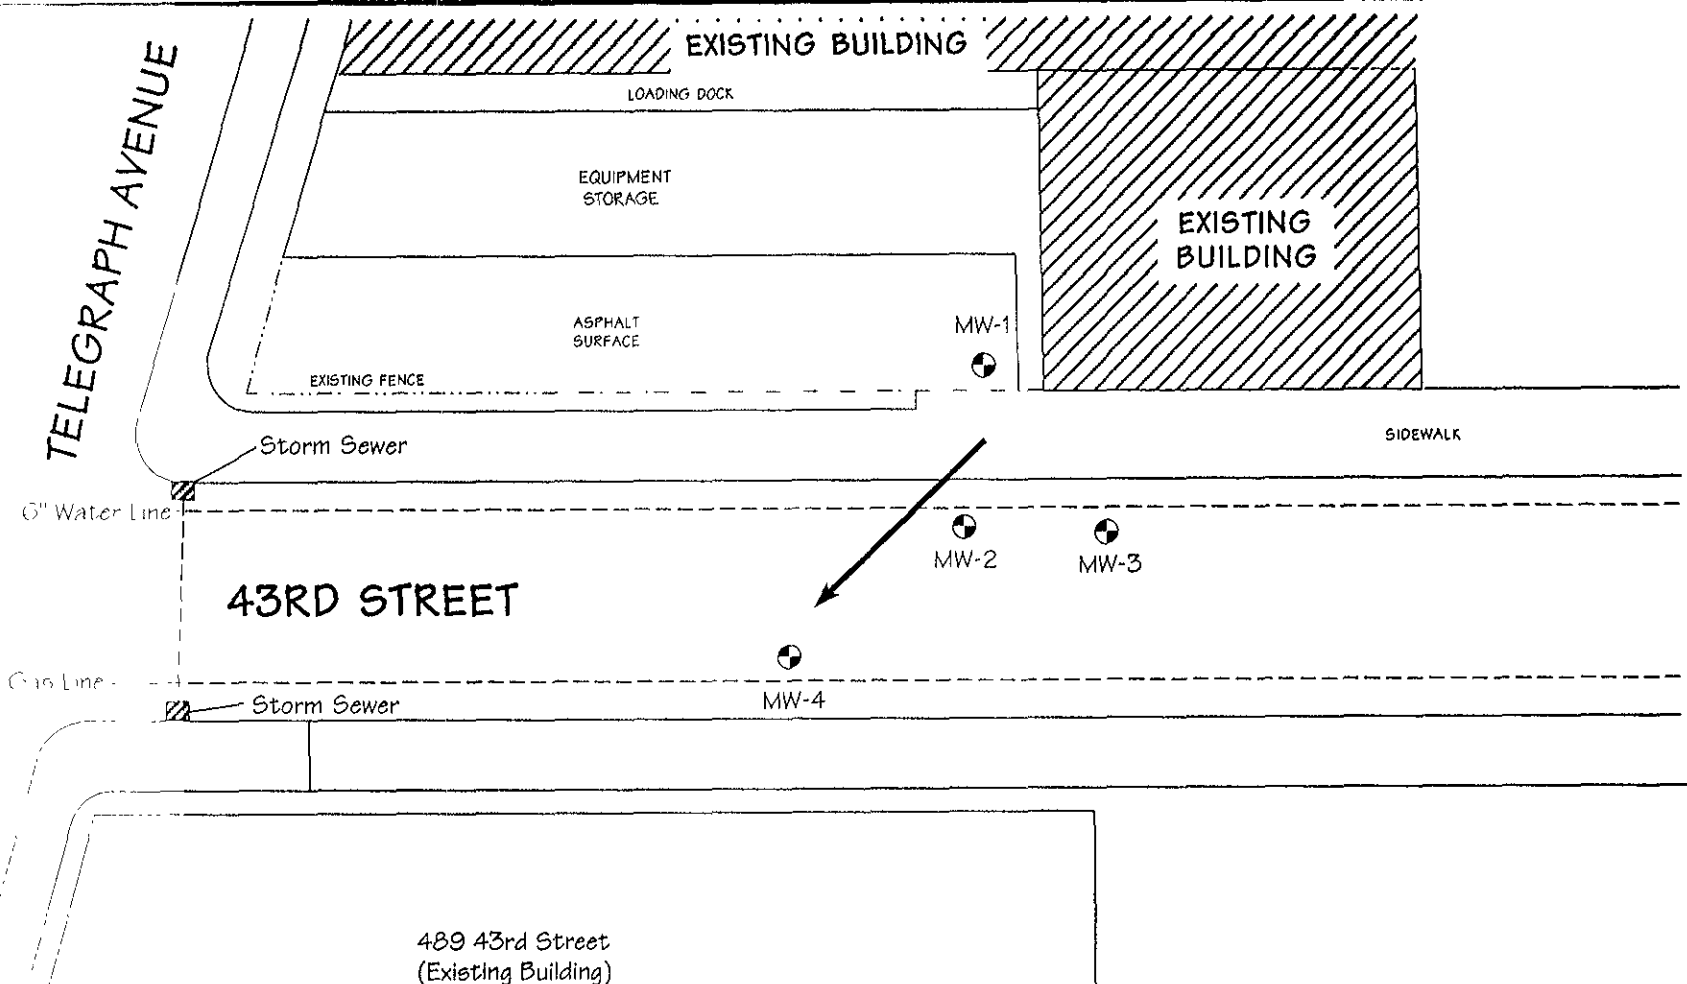 EXISTING BUILDING
LOADING DOCK
TELEGRAPH AVENUE
EQUIPMENT
STORAGE
EXISTING
BUILDING
ASPHALT
SURFACE
MW-1
EXISTING FENCE
SIDEWALK
Storm Sewer
6" Water Line
MW-2
MW-3
43RD STREET
Gas Line
MW-4
Storm Sewer
489 43rd Street
(Existing Building)